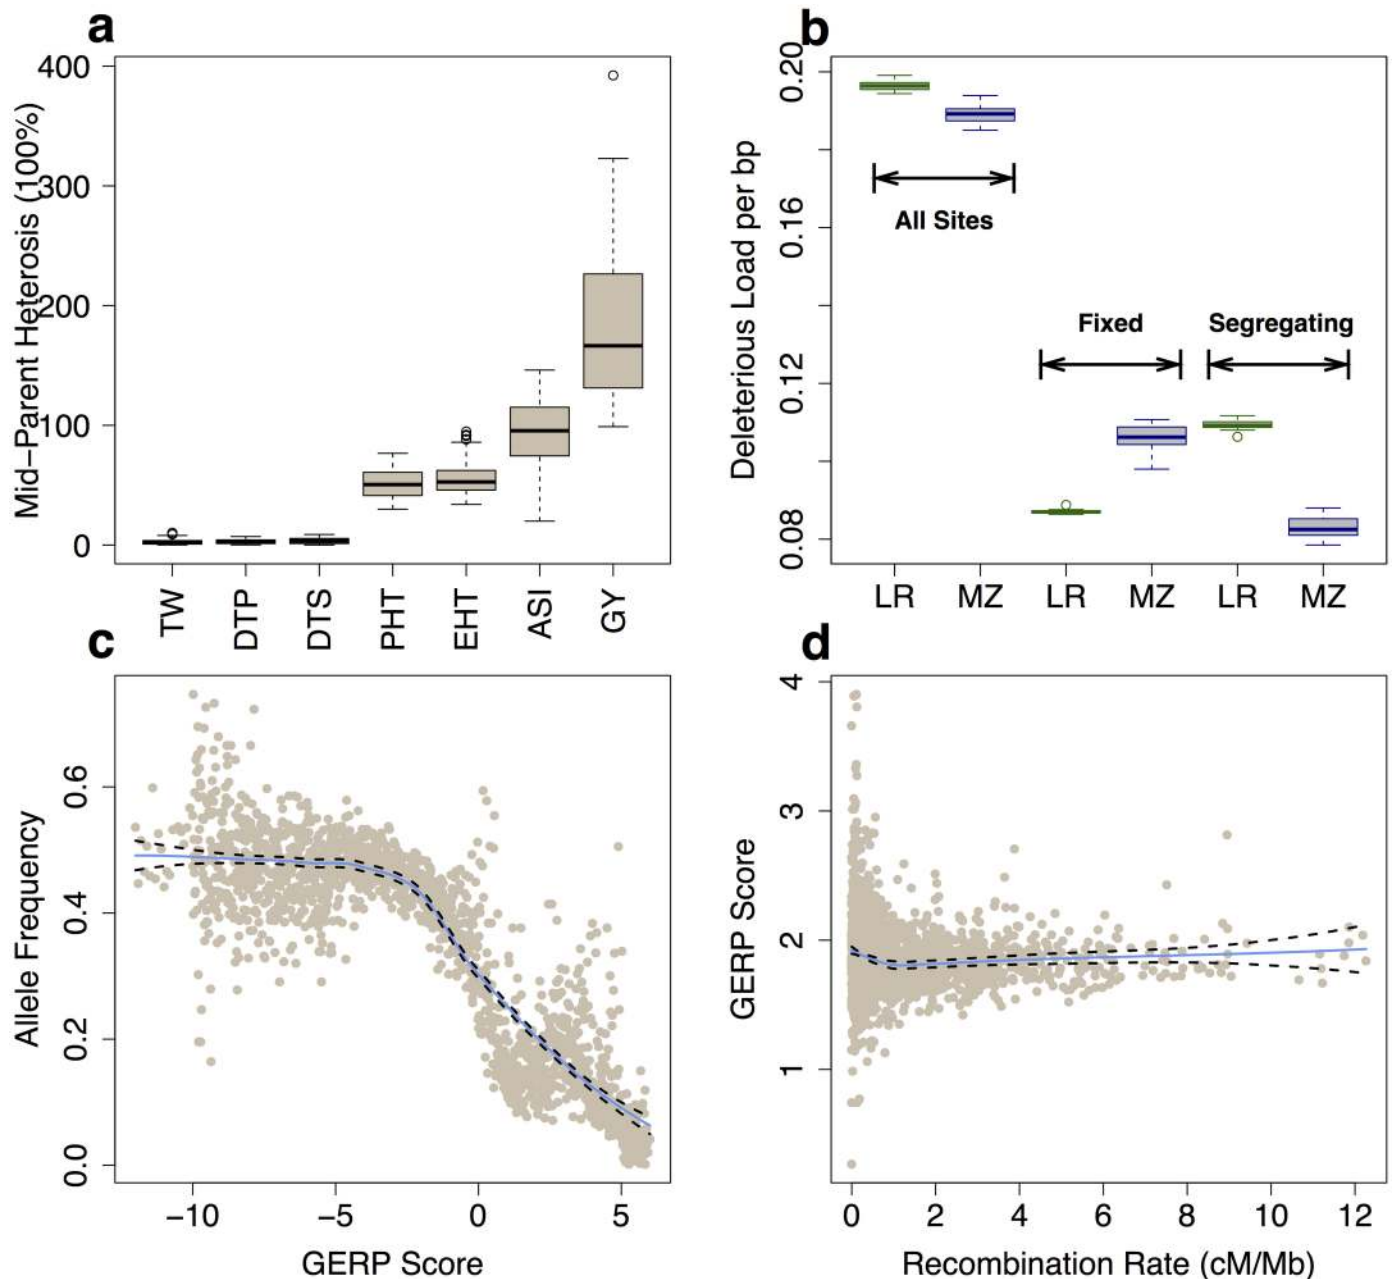 a
Mid−Parent Heterosis (100%)
400
300
200
100
0
TW
DTP
DTS
PHT
EHT
ASI
GY
b
Deleterious Load per bp
0.20
0.16
0.12
0.08
All Sites
Fixed
Segregating
LR
MZ
LR
MZ
LR
MZ
c
Allele Frequency
0.6
0.4
0.2
0.0
−10
−5
0
5
GERP Score
d
GERP Score
4
3
2
1
0
2
4
6
8
10
12
Recombination Rate (cM/Mb)